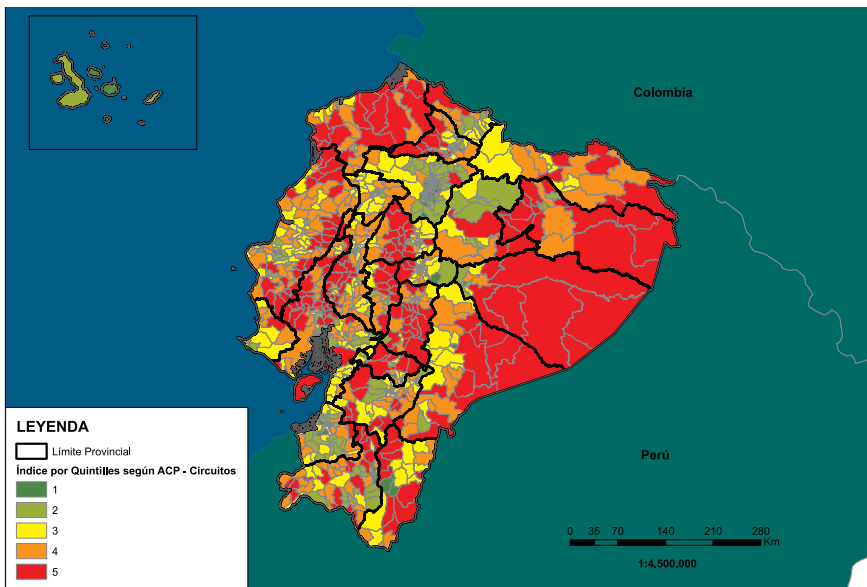 Colombia
Perú
LEYENDA
Límite Provincial
Índice por Quintilles según ACP - Circuitos
1
2
3
4
5
0 35 70 140 210 280
Km
1:4.500.000